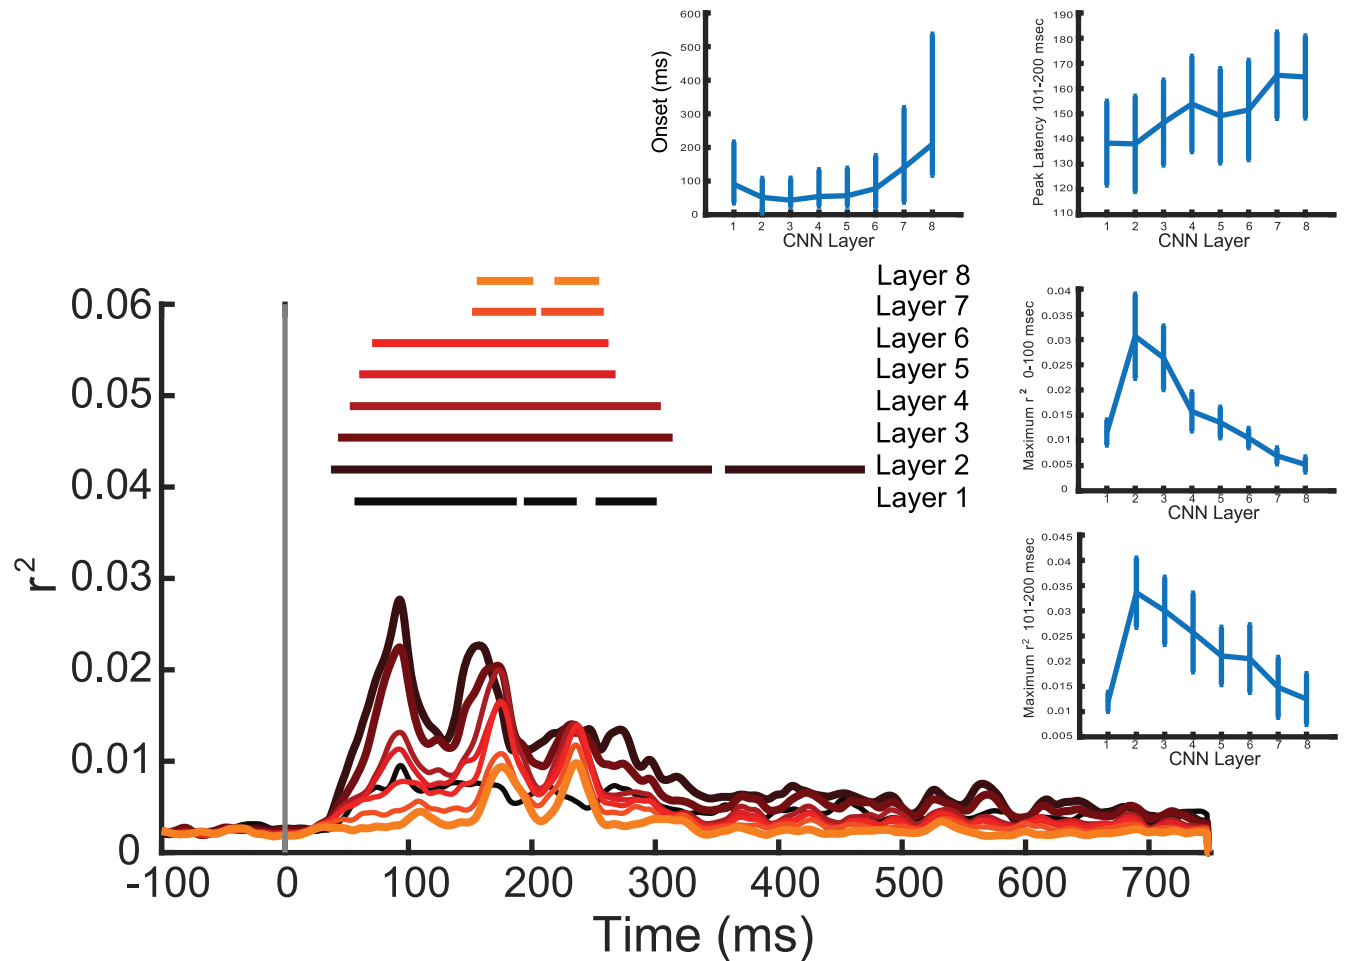 600
500
400
300
200
100
0
Onset (ms)
1 2 3 4 5 6 7 8
CNN Layer
190
180
170
160
150
140
130
120
110
Peak Latency 101-200 msec
1 2 3 4 5 6 7 8
CNN Layer
Layer 8
Layer 7
Layer 6
Layer 5
Layer 4
Layer 3
Layer 2
Layer 1
0.06
0.05
0.04
0.03
0.02
0.01
0
r²
-100 0 100 200 300 400 500 600 700
Time (ms)
0.04
0.035
0.03
0.025
0.02
0.015
0.01
0.005
0
Maximum r² 0-100 msec
1 2 3 4 5 6 7 8
CNN Layer
0.045
0.04
0.035
0.03
0.025
0.02
0.015
0.01
0.005
Maximum r² 101-200 msec
1 2 3 4 5 6 7 8
CNN Layer